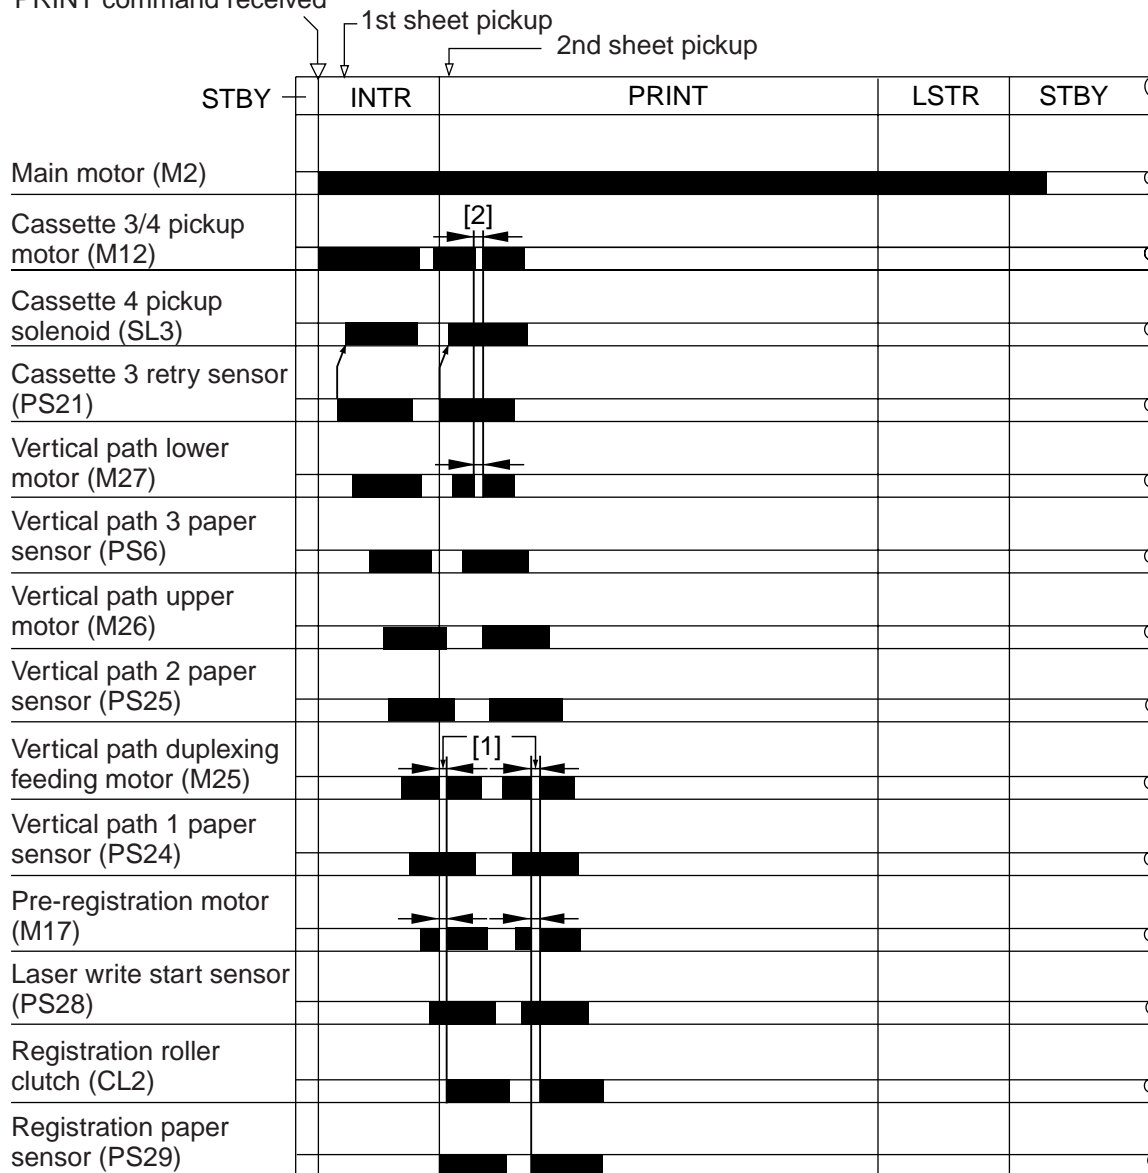 PRINT command received
1st sheet pickup
2nd sheet pickup
STBY INTR PRINT LSTR STBY
Main motor (M2)
[2]
Cassette 3/4 pickup
motor (M12)
Cassette 4 pickup
solenoid (SL3)
Cassette 3 retry sensor
(PS21)
Vertical path lower
motor (M27)
Vertical path 3 paper
sensor (PS6)
Vertical path upper
motor (M26)
Vertical path 2 paper
sensor (PS25)
[1]
Vertical path duplexing
feeding motor (M25)
Vertical path 1 paper
sensor (PS24)
Pre-registration motor
(M17)
Laser write start sensor
(PS28)
Registration roller
clutch (CL2)
Registration paper
sensor (PS29)